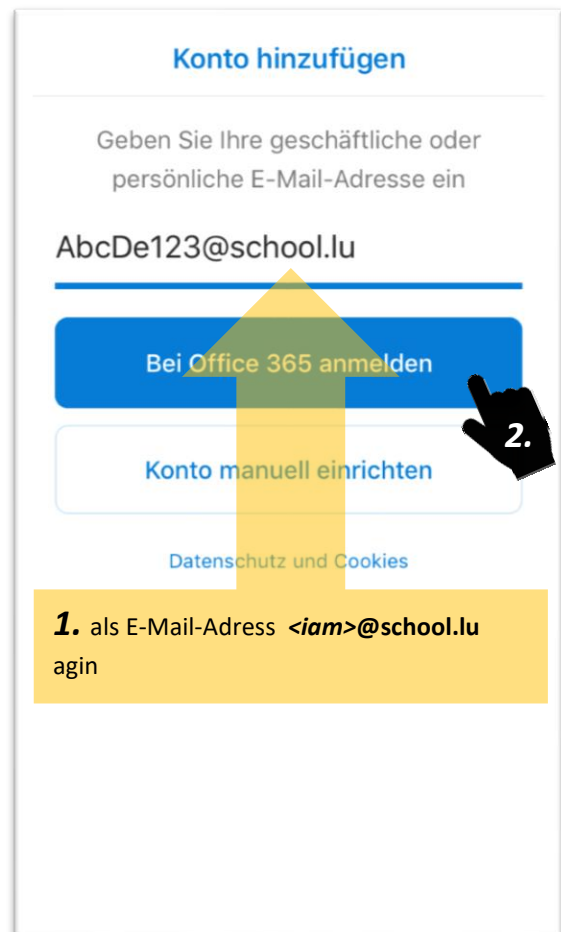 Konto hinzufügen
Geben Sie Ihre geschäftliche oder
persönliche E-Mail-Adresse ein
AbcDe123@school.lu
Bei Office 365 anmelden
2.
Konto manuell einrichten
Datenschutz und Cookies
1. als E-Mail-Adress <iam>@school.lu
agin